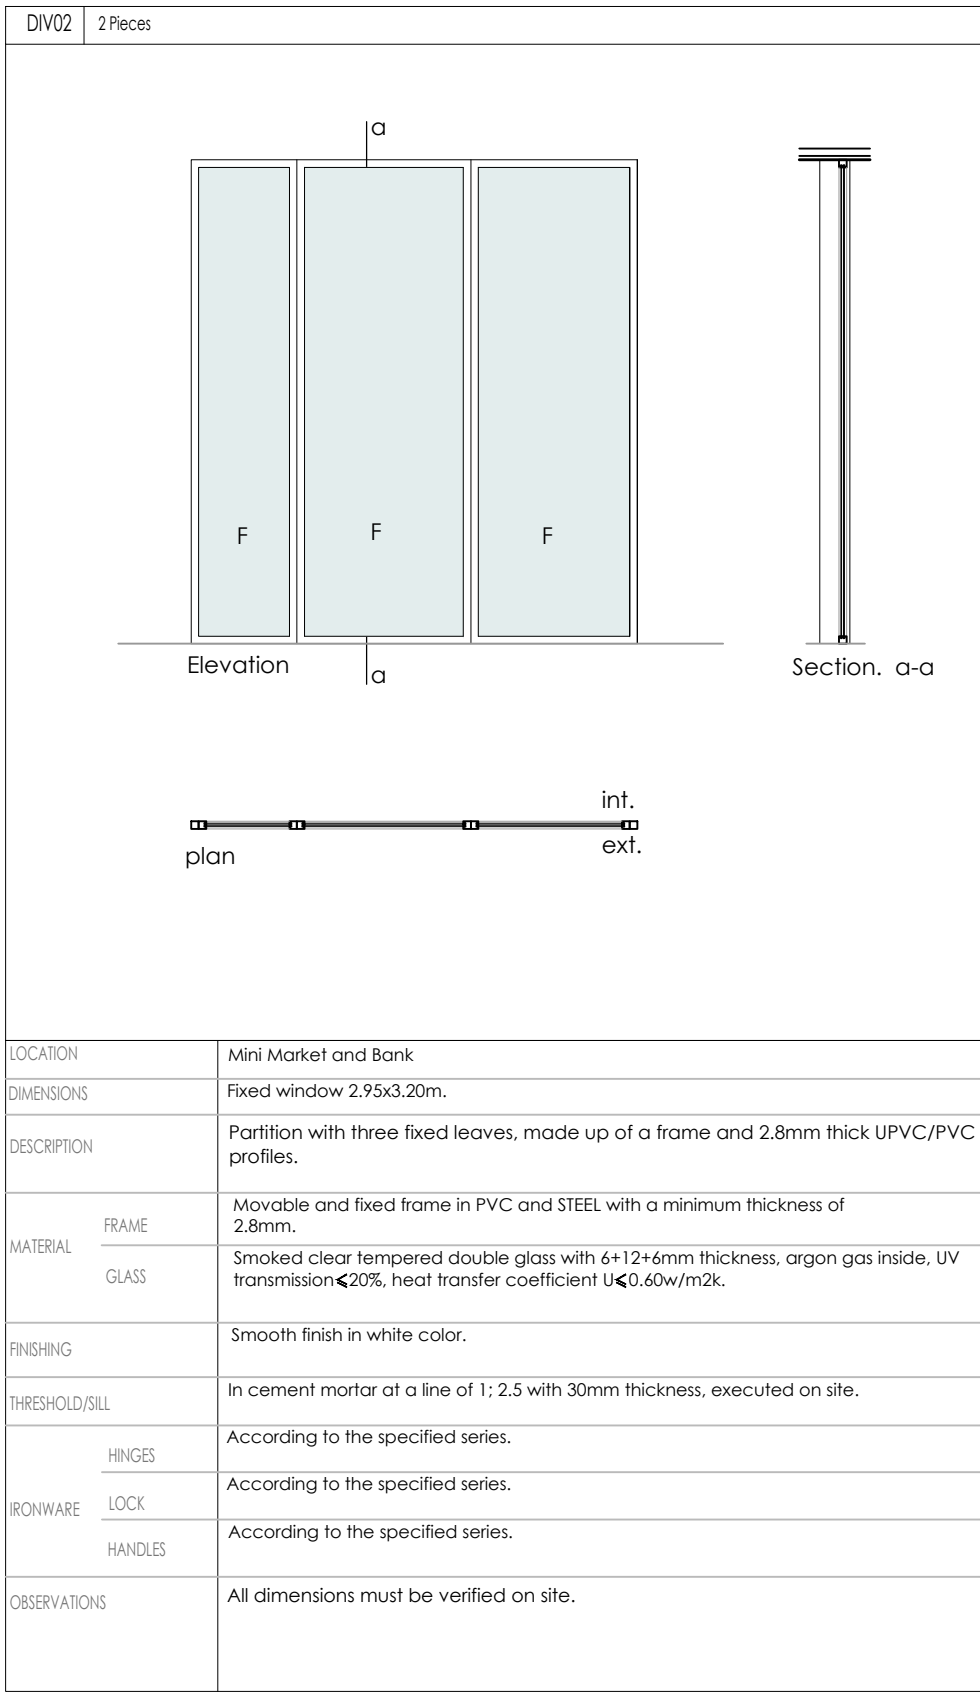 DIV02 2 Pieces
a
F F F
Elevation
a
Section. a-a
int.
plan
ext.
LOCATION Mini Market and Bank
DIMENSIONS Fixed window 2.95x3.20m.
DESCRIPTION Partition with three fixed leaves, made up of a frame and 2.8mm thick UPVC/PVC
profiles.
MATERIAL
FRAME Movable and fixed frame in PVC and STEEL with a minimum thickness of
2.8mm.
GLASS Smoked clear tempered double glass with 6+12+6mm thickness, argon gas inside, UV
transmission⩽20%, heat transfer coefficient U⩽0.60w/m2k.
FINISHING Smooth finish in white color.
THRESHOLD/SILL In cement mortar at a line of 1; 2.5 with 30mm thickness, executed on site.
IRONWARE
HINGES According to the specified series.
LOCK According to the specified series.
HANDLES According to the specified series.
OBSERVATIONS All dimensions must be verified on site.